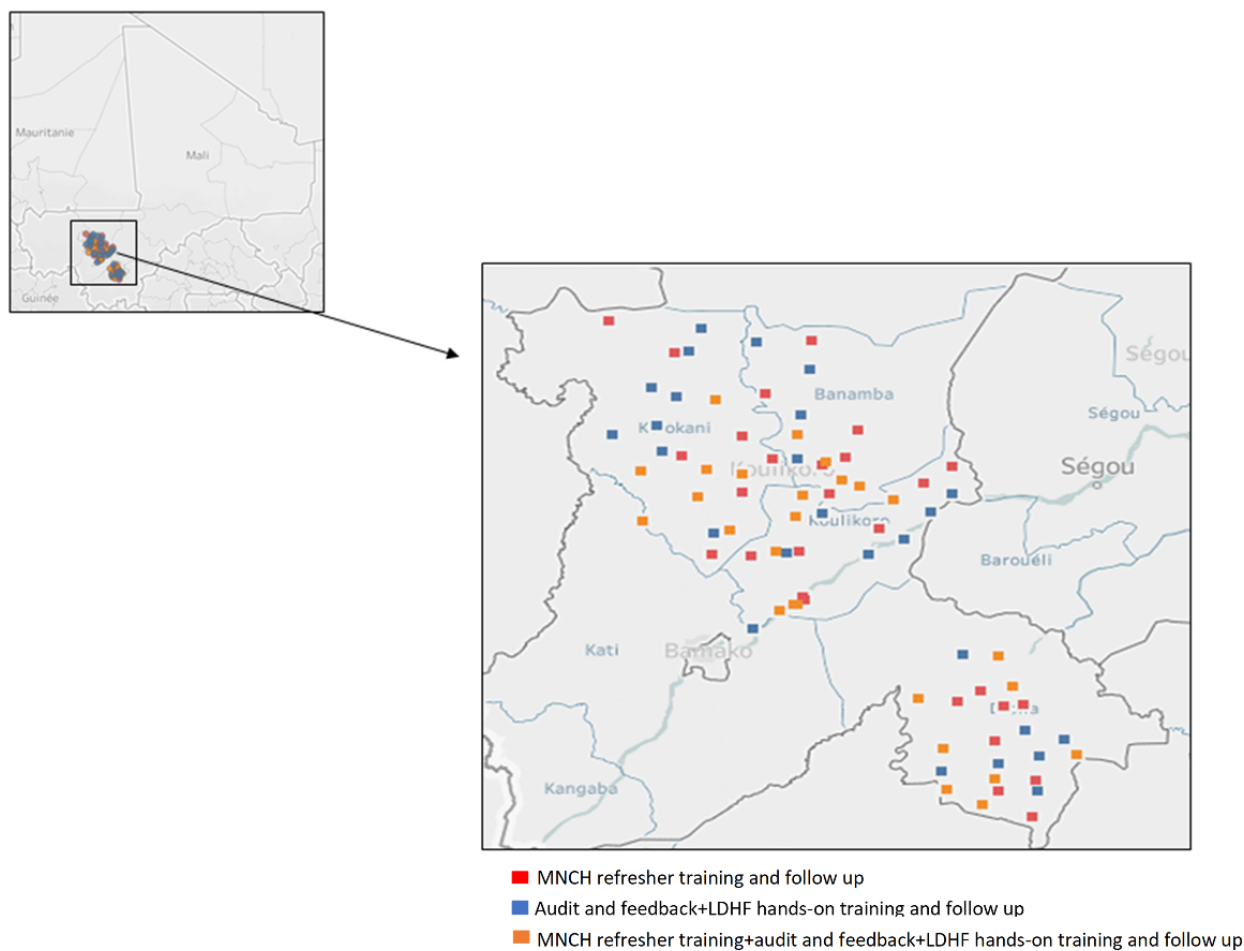 Mauritanie
Mali
Guinée
Ségou
Banamba
Ségou
Ségou
Koulikoro
Barouéli
Kati
Bamako
Kangaba
MNCH refresher training and follow up
Audit and feedback+LDHF hands-on training and follow up
MNCH refresher training+audit and feedback+LDHF hands-on training and follow up